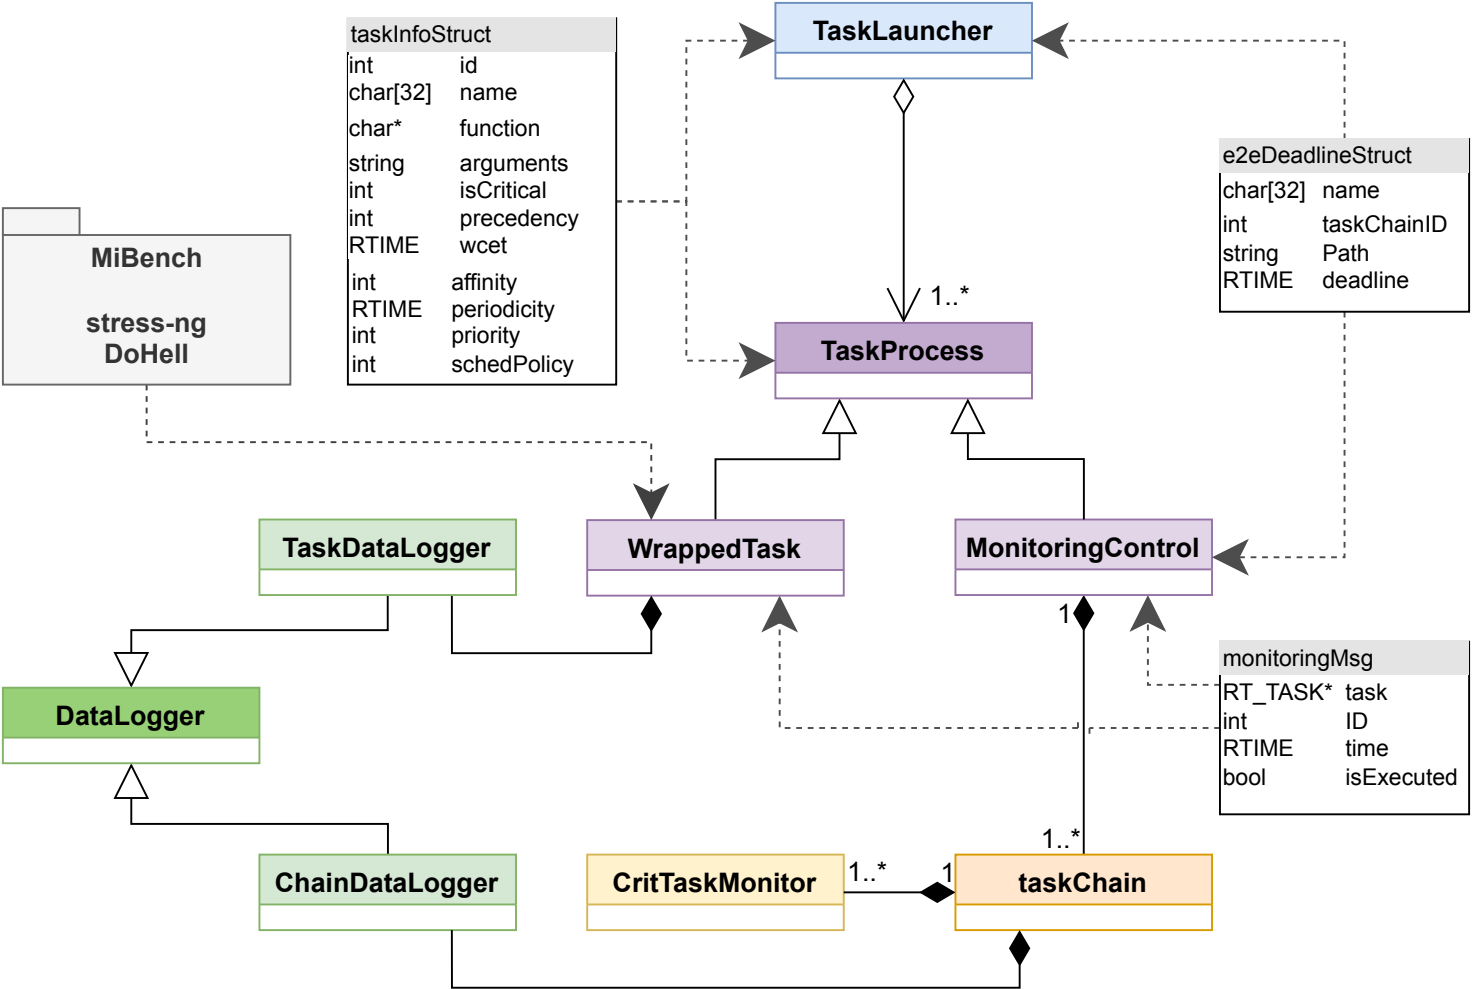 taskInfoStruct
int id
char[32] name
char* function
string arguments
int isCritical
int precedency
RTIME wcet
int affinity
RTIME periodicity
int priority
int schedPolicy
TaskLauncher
e2eDeadlineStruct
char[32] name
int taskChainID
string Path
RTIME deadline
MiBench
stress-ng
DoHell
1..*
TaskProcess
TaskDataLogger
WrappedTask
MonitoringControl
1
monitoringMsg
RT_TASK* task
int ID
RTIME time
bool isExecuted
DataLogger
1..*
ChainDataLogger
CritTaskMonitor
1..*
1
taskChain